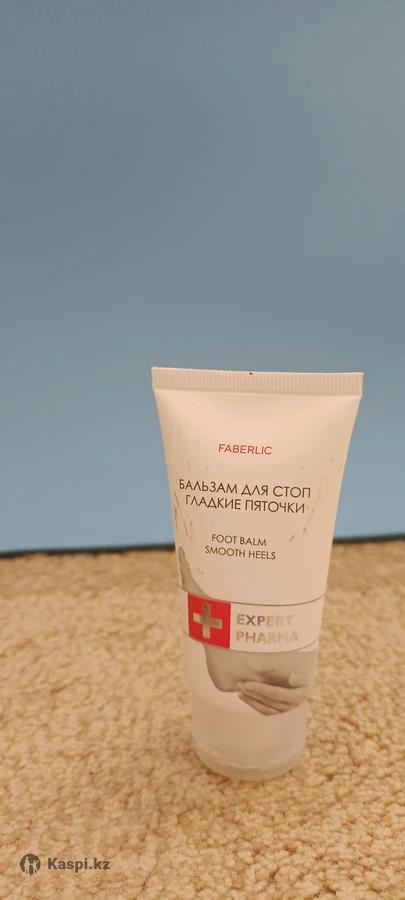 FABERLIC
БАЛЬЗАМ ДЛЯ СТОП
ГЛАДКИЕ ПЯТОЧКИ
FOOT BALM
SMOOTH HEELS
EXPERT
PHARMA
Kaspi.kz